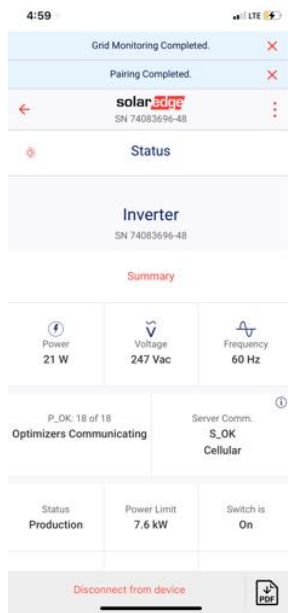 4:59
LTE
Grid Monitoring Completed.
Pairing Completed.
solaredge
SN 74083696-48
Status
Inverter
SN 74083696-48
Summary
Power
21 W
Voltage
247 Vac
Frequency
60 Hz
P_OK: 18 of 18
Optimizers Communicating
Server Comm.
S_OK
Cellular
Status
Production
Power Limit
7.6 kW
Switch is
On
Disconnect from device
PDF